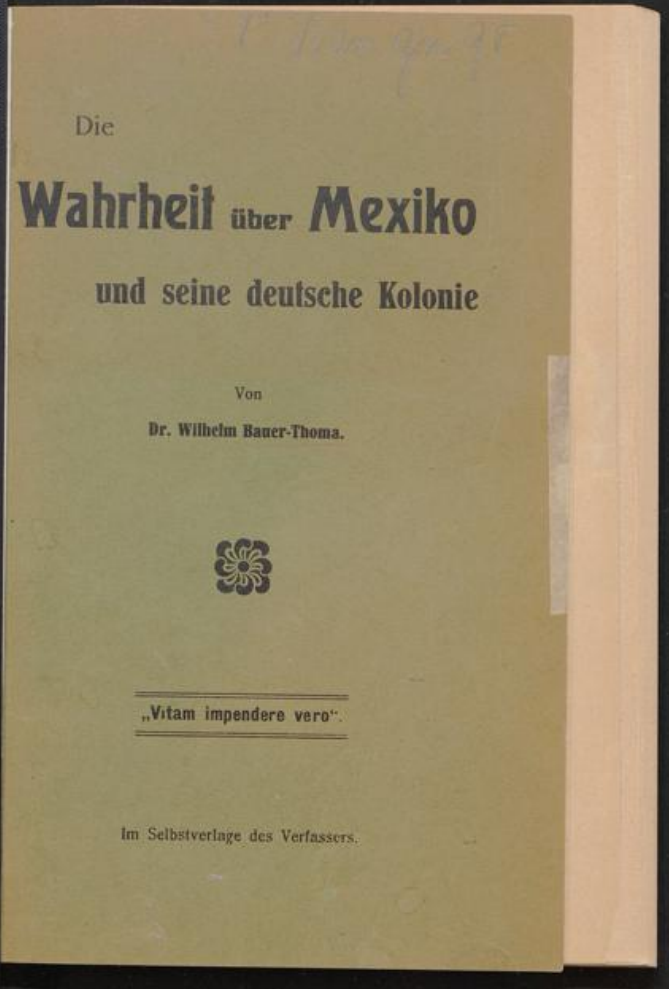 Die
Wahrheit über Mexiko
und seine deutsche Kolonie
Von
Dr. Wilhelm Bauer-Thoma.
„Vitam impendere vero“.
Im Selbstverlage des Verfassers.